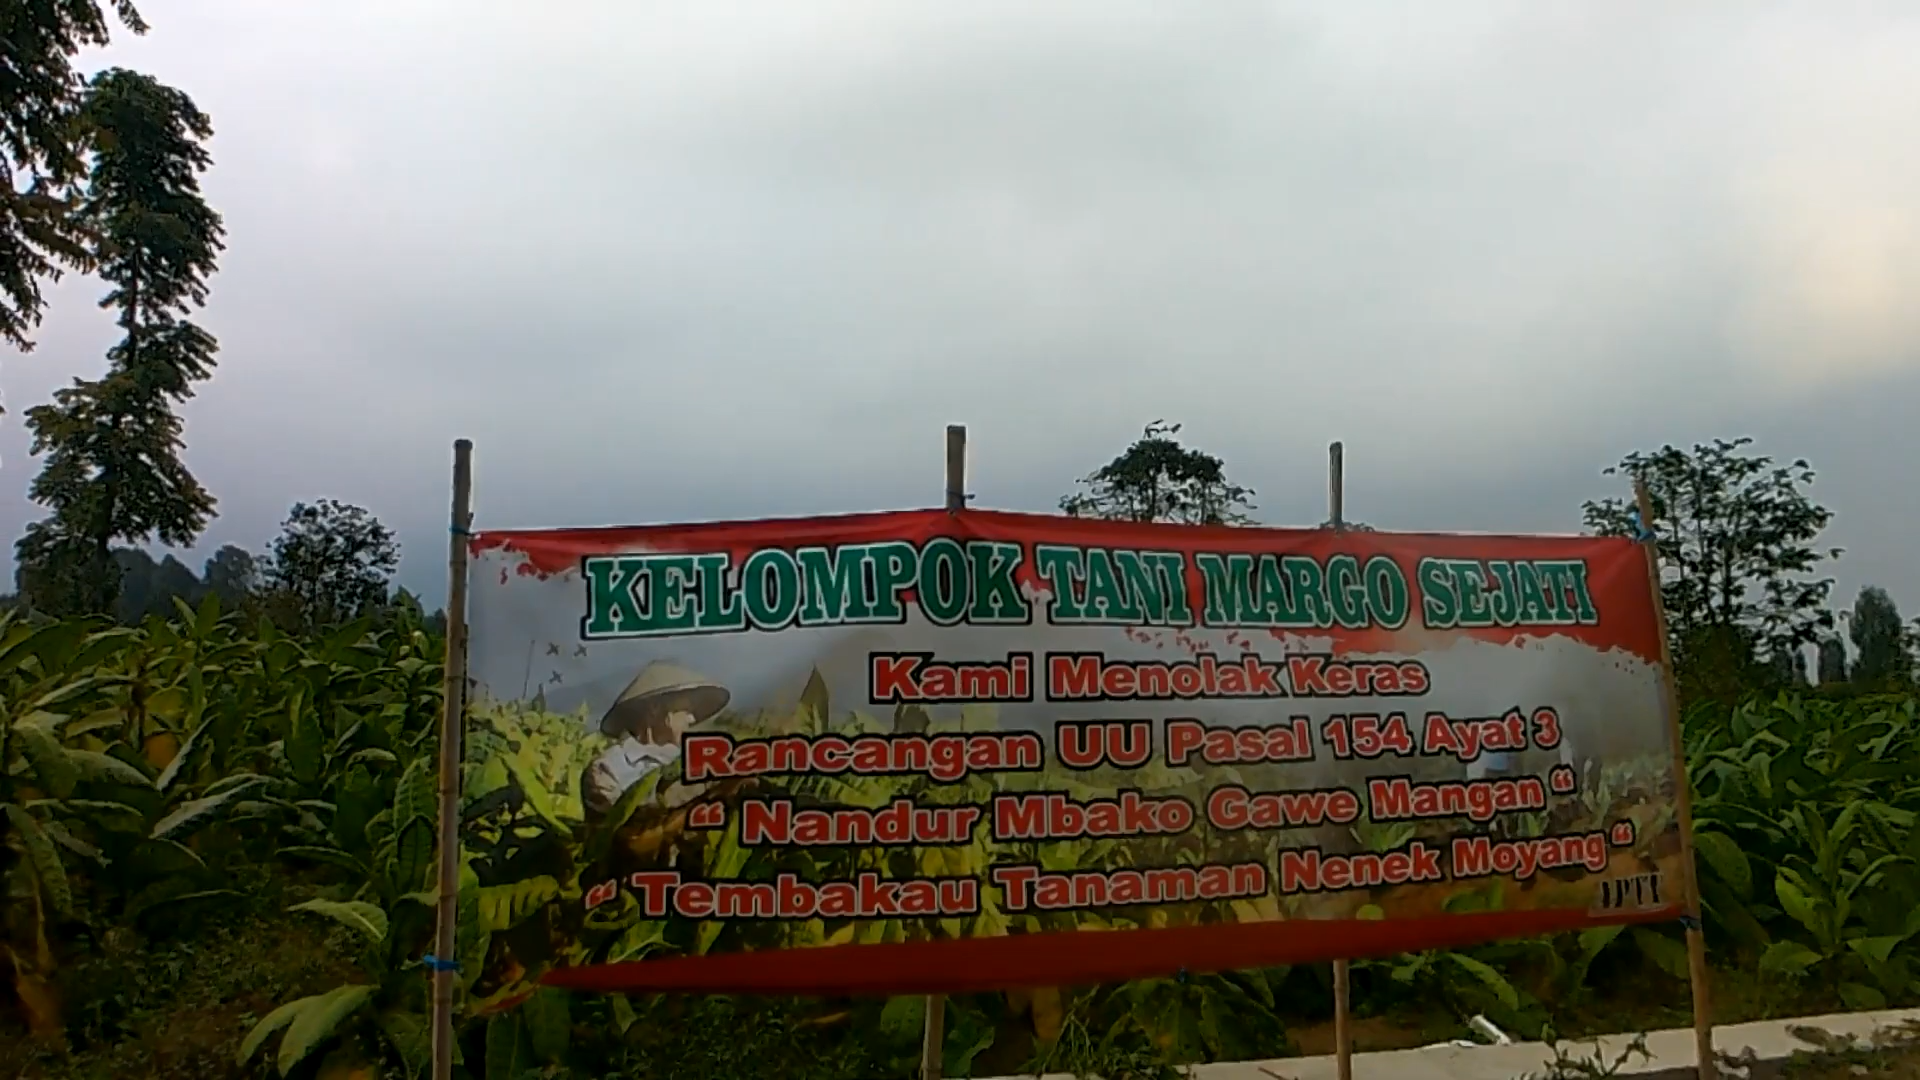 KELOMPOK TANI MARGO SEJATI
Kami Menolak Keras
Rancangan UU Pasal 154 Ayat 3
“ Nandur Mbako Gawe Mangan “
“ Tembakau Tanaman Nenek Moyang “